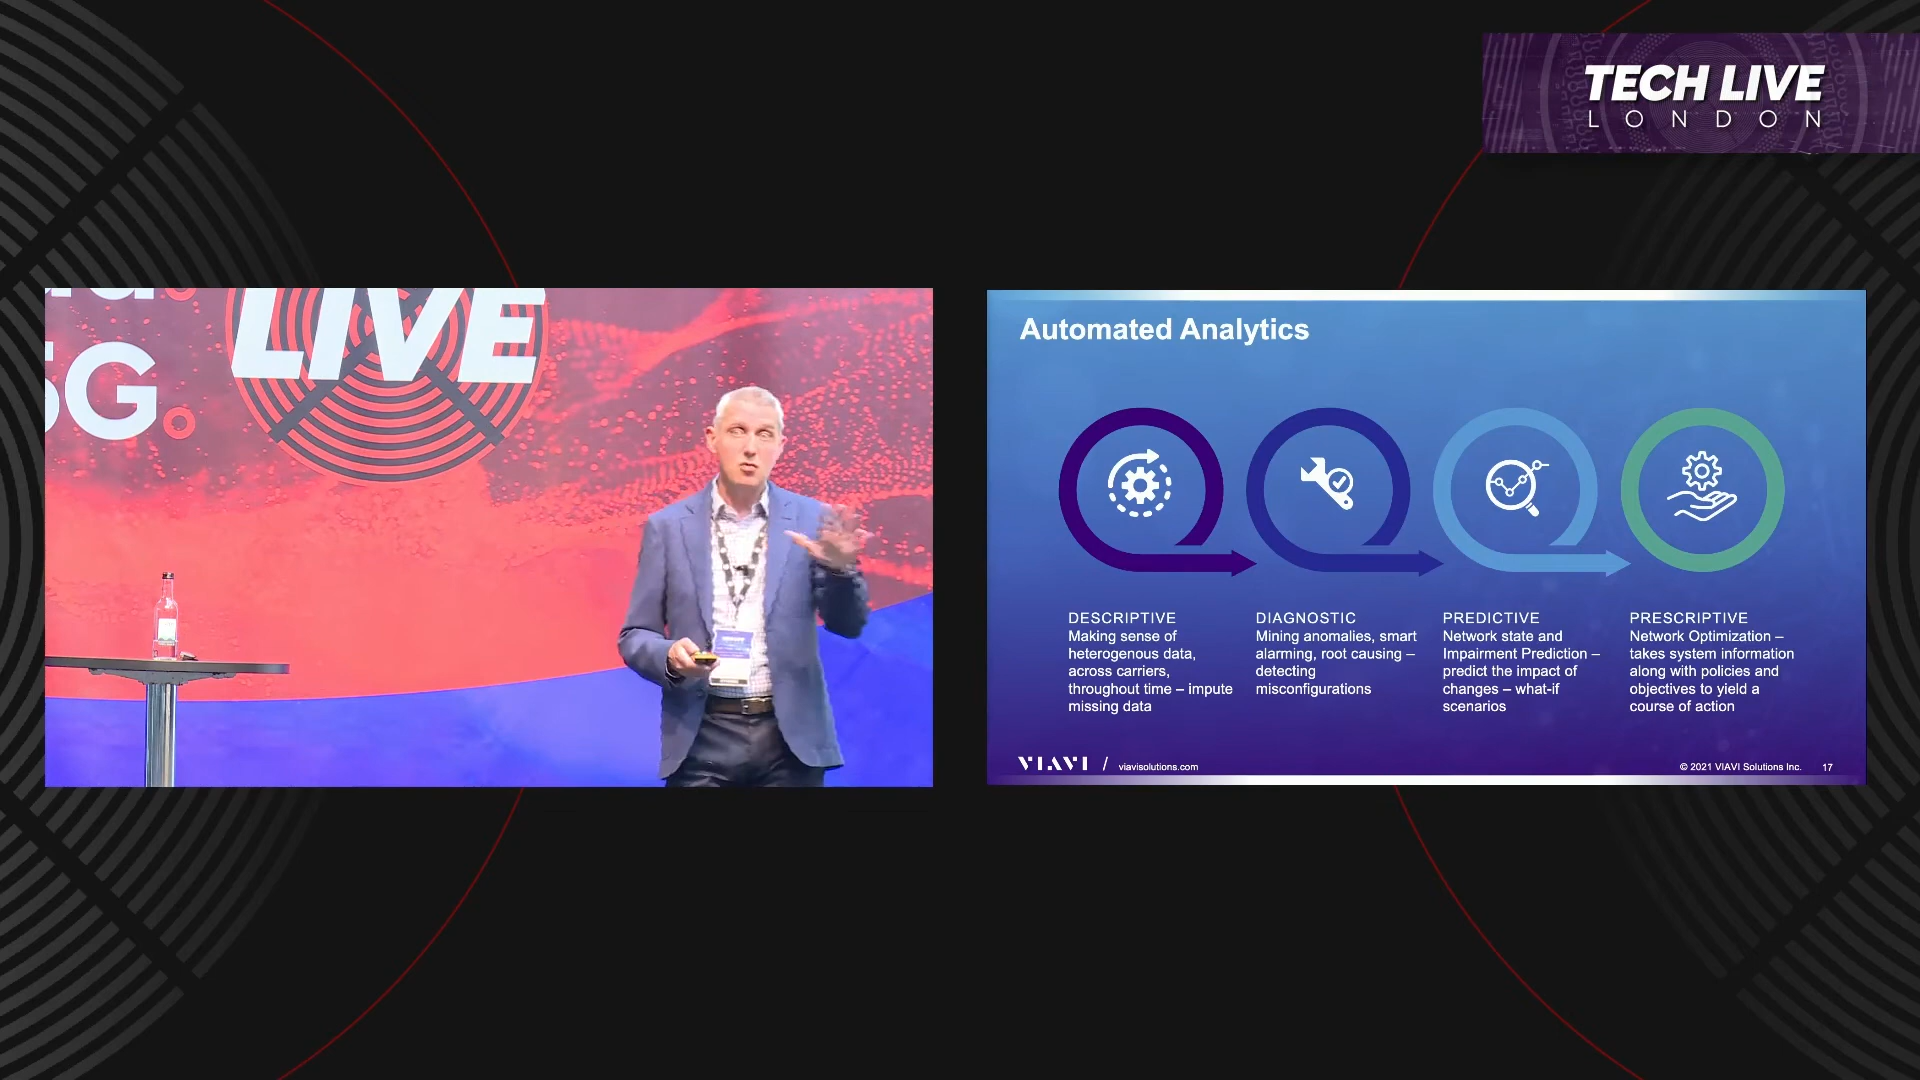 TECH LIVE
LONDON
LIVE
5G
Automated Analytics
DESCRIPTIVE
Making sense of
heterogenous data,
across carriers,
throughout time – impute
missing data
DIAGNOSTIC
Mining anomalies, smart
alarming, root causing –
detecting
misconfigurations
PREDICTIVE
Network state and
Impairment Prediction –
predict the impact of
changes – what-if
scenarios
PRESCRIPTIVE
Network Optimization –
takes system information
along with policies and
objectives to yield a
course of action
VIAVI / viavisolutions.com
© 2021 VIAVI Solutions Inc. 17